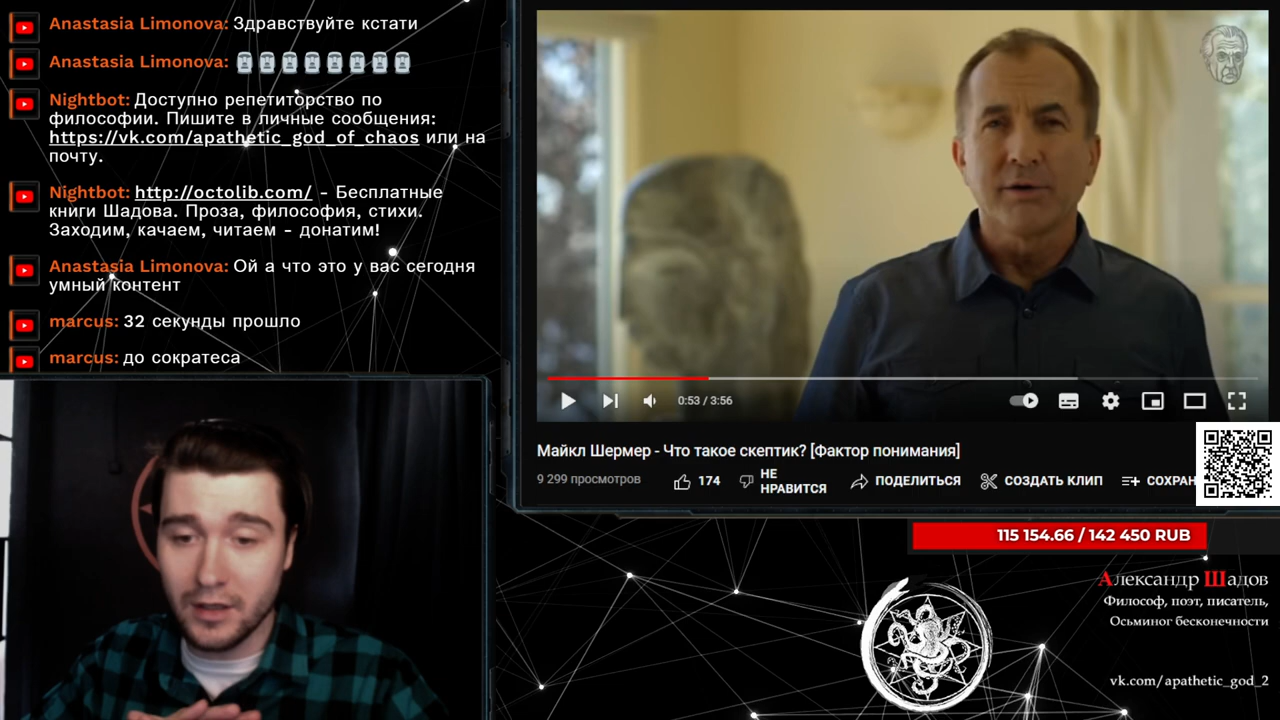 Anastasia Limonova: Здравствуйте кстати
Anastasia Limonova: 🗿🗿🗿🗿🗿🗿🗿🗿
Nightbot: Доступно репетиторство по
философии. Пишите в личные сообщения:
https://vk.com/apathetic_god_of_chaos или на
почту.
Nightbot: http://octolib.com/ - Бесплатные
книги Шадова. Проза, философия, стихи.
Заходим, качаем, читаем - донатим!
Anastasia Limonova: Ой а что это у вас сегодня
умный контент
marcus: 32 секунды прошло
marcus: до сократеса
0:53 / 3:56
Майкл Шермер - Что такое скептик? [Фактор понимания]
9 299 просмотров
174
НЕ
НРАВИТСЯ
ПОДЕЛИТЬСЯ
СОЗДАТЬ КЛИП
СОХРАН
115 154.66 / 142 450 RUB
Александр Шадов
Философ, поэт, писатель,
Осьминог бесконечности
vk.com/apathetic_god_2